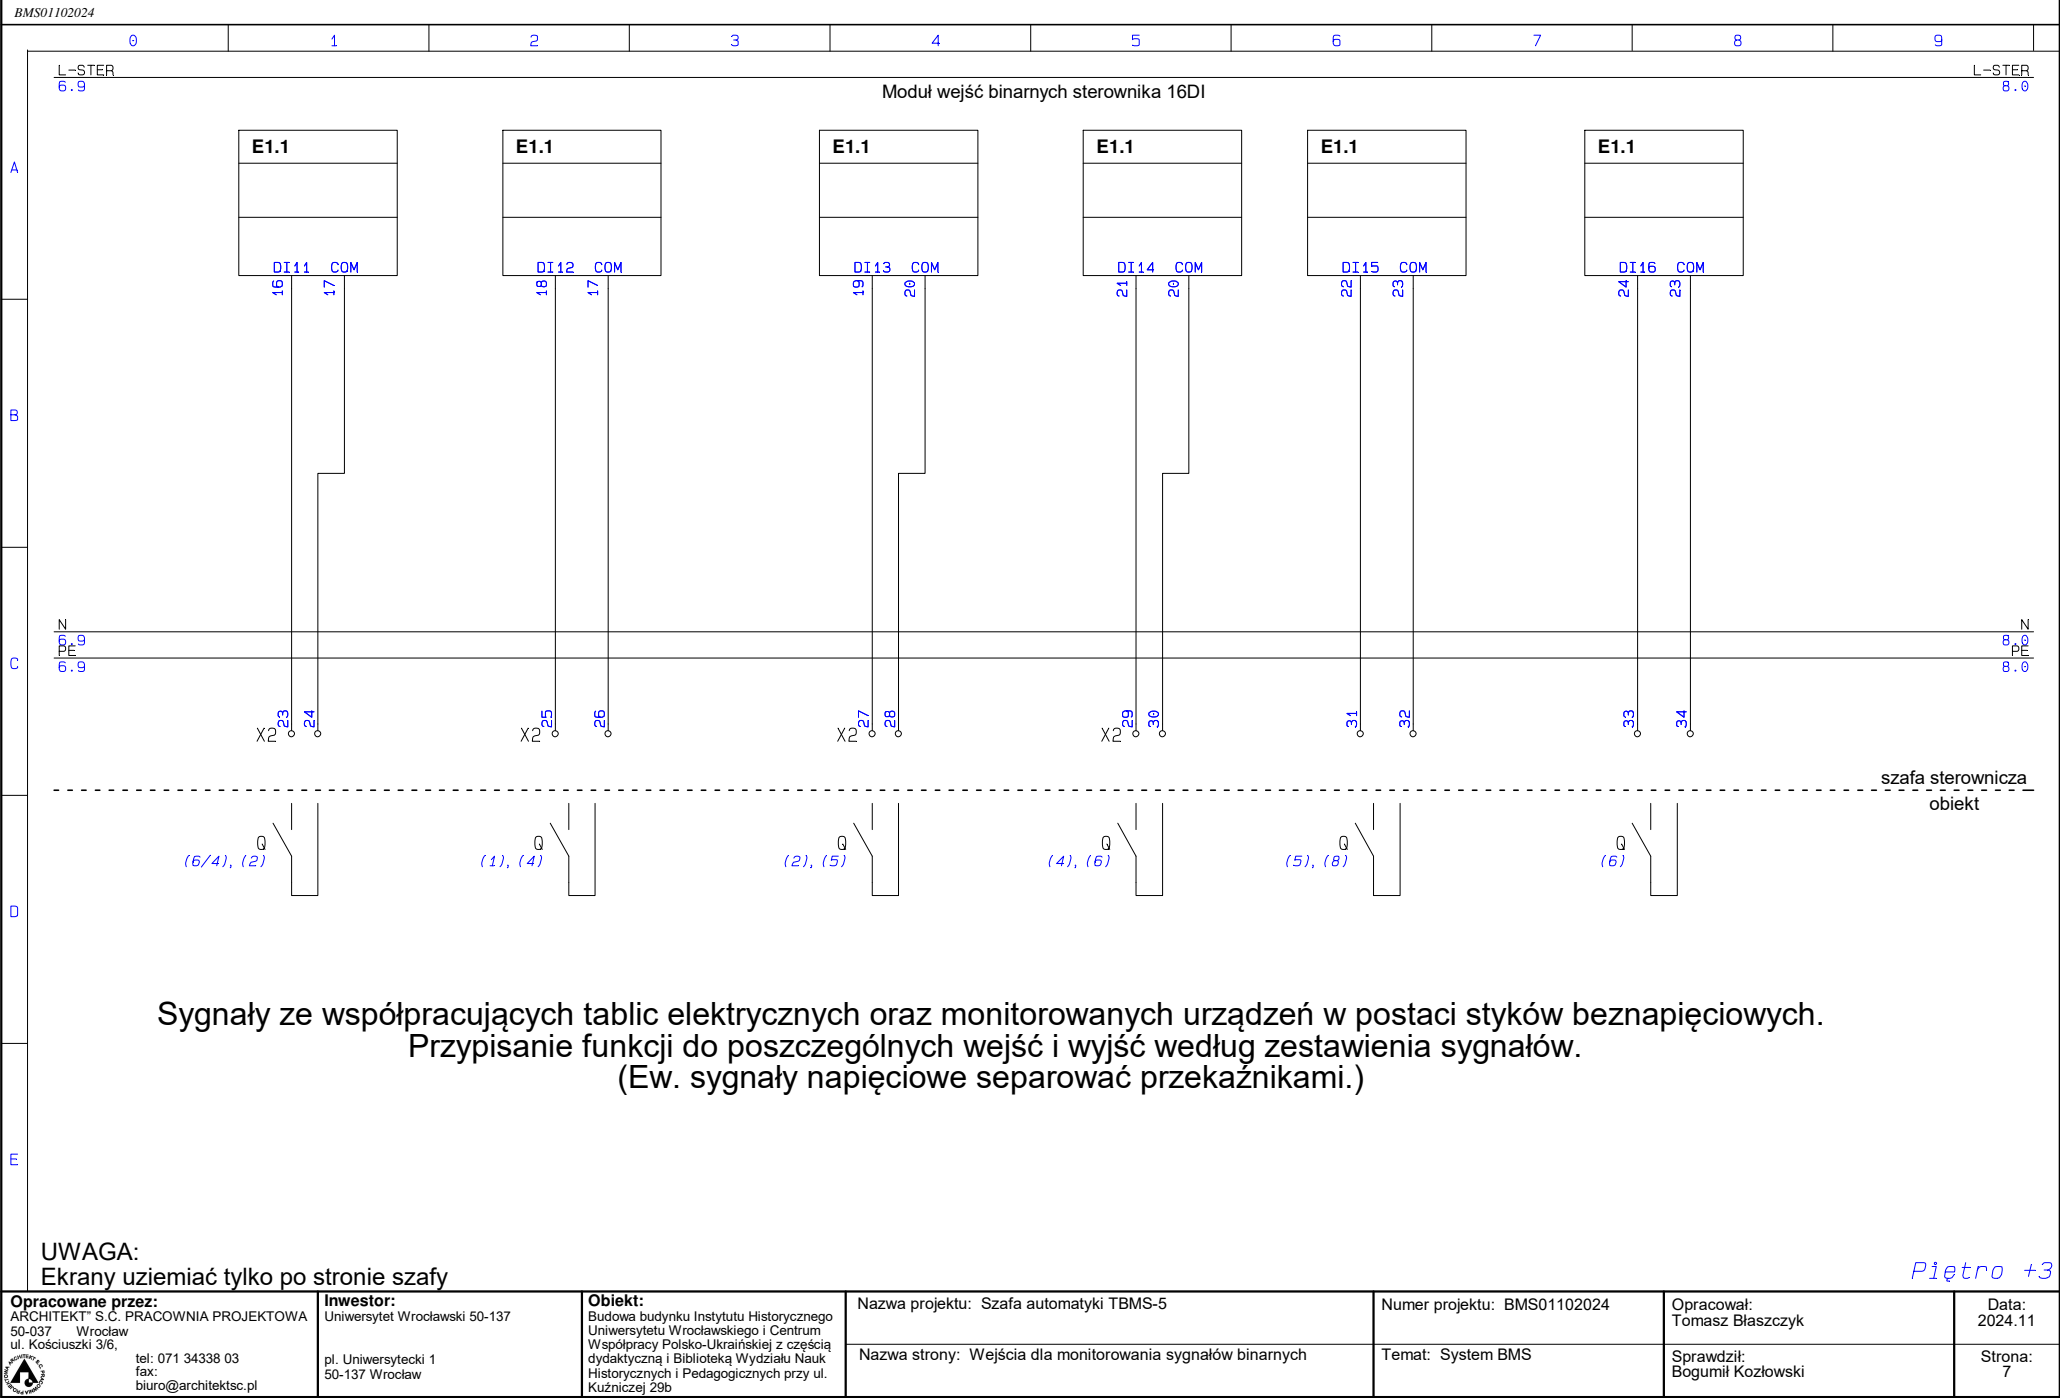 BMS01102024
0 1 2 3 4 5 6 7 8 9
L-STER L-STER
6.9 8.0
Moduł wejść binarnych sterownika 16DI
A
E1.1 E1.1 E1.1 E1.1 E1.1 E1.1
DI11 COM DI12 COM DI13 COM DI14 COM DI15 COM DI16 COM
16 17 18 17 19 20 21 20 22 23 24 23
B
N N
6.9 8.0
PE PE
6.9 8.0
C
23 24 25 26 27 28 29 30 31 32 33 34
X2 X2 X2 X2
szafa sterownicza
obiekt
Q Q Q Q Q Q
(6/4), (2) (1), (4) (2), (5) (4), (6) (5), (8) (6)
D
Sygnały ze współpracujących tablic elektrycznych oraz monitorowanych urządzeń w postaci styków beznapięciowych.
Przypisanie funkcji do poszczególnych wejść i wyjść według zestawienia sygnałów.
(Ew. sygnały napięciowe separować przekaźnikami.)
E
UWAGA:
Ekrany uziemiać tylko po stronie szafy
Piętro +3
Opracowane przez:
ARCHITEKT" S.C. PRACOWNIA PROJEKTOWA
50-037 Wrocław
ul. Kościuszki 3/6,
tel: 071 34338 03
fax:
biuro@architektsc.pl
Inwestor:
Uniwersytet Wrocławski 50-137
pl. Uniwersytecki 1
50-137 Wrocław
Obiekt:
Budowa budynku Instytutu Historycznego
Uniwersytetu Wrocławskiego i Centrum
Współpracy Polsko-Ukraińskiej z częścią
dydaktyczną i Biblioteką Wydziału Nauk
Historycznych i Pedagogicznych przy ul.
Kuźniczej 29b
Nazwa projektu: Szafa automatyki TBMS-5
Nazwa strony: Wejścia dla monitorowania sygnałów binarnych
Numer projektu: BMS01102024
Temat: System BMS
Opracował:
Tomasz Błaszczyk
Sprawdził:
Bogumił Kozłowski
Data:
2024.11
Strona:
7